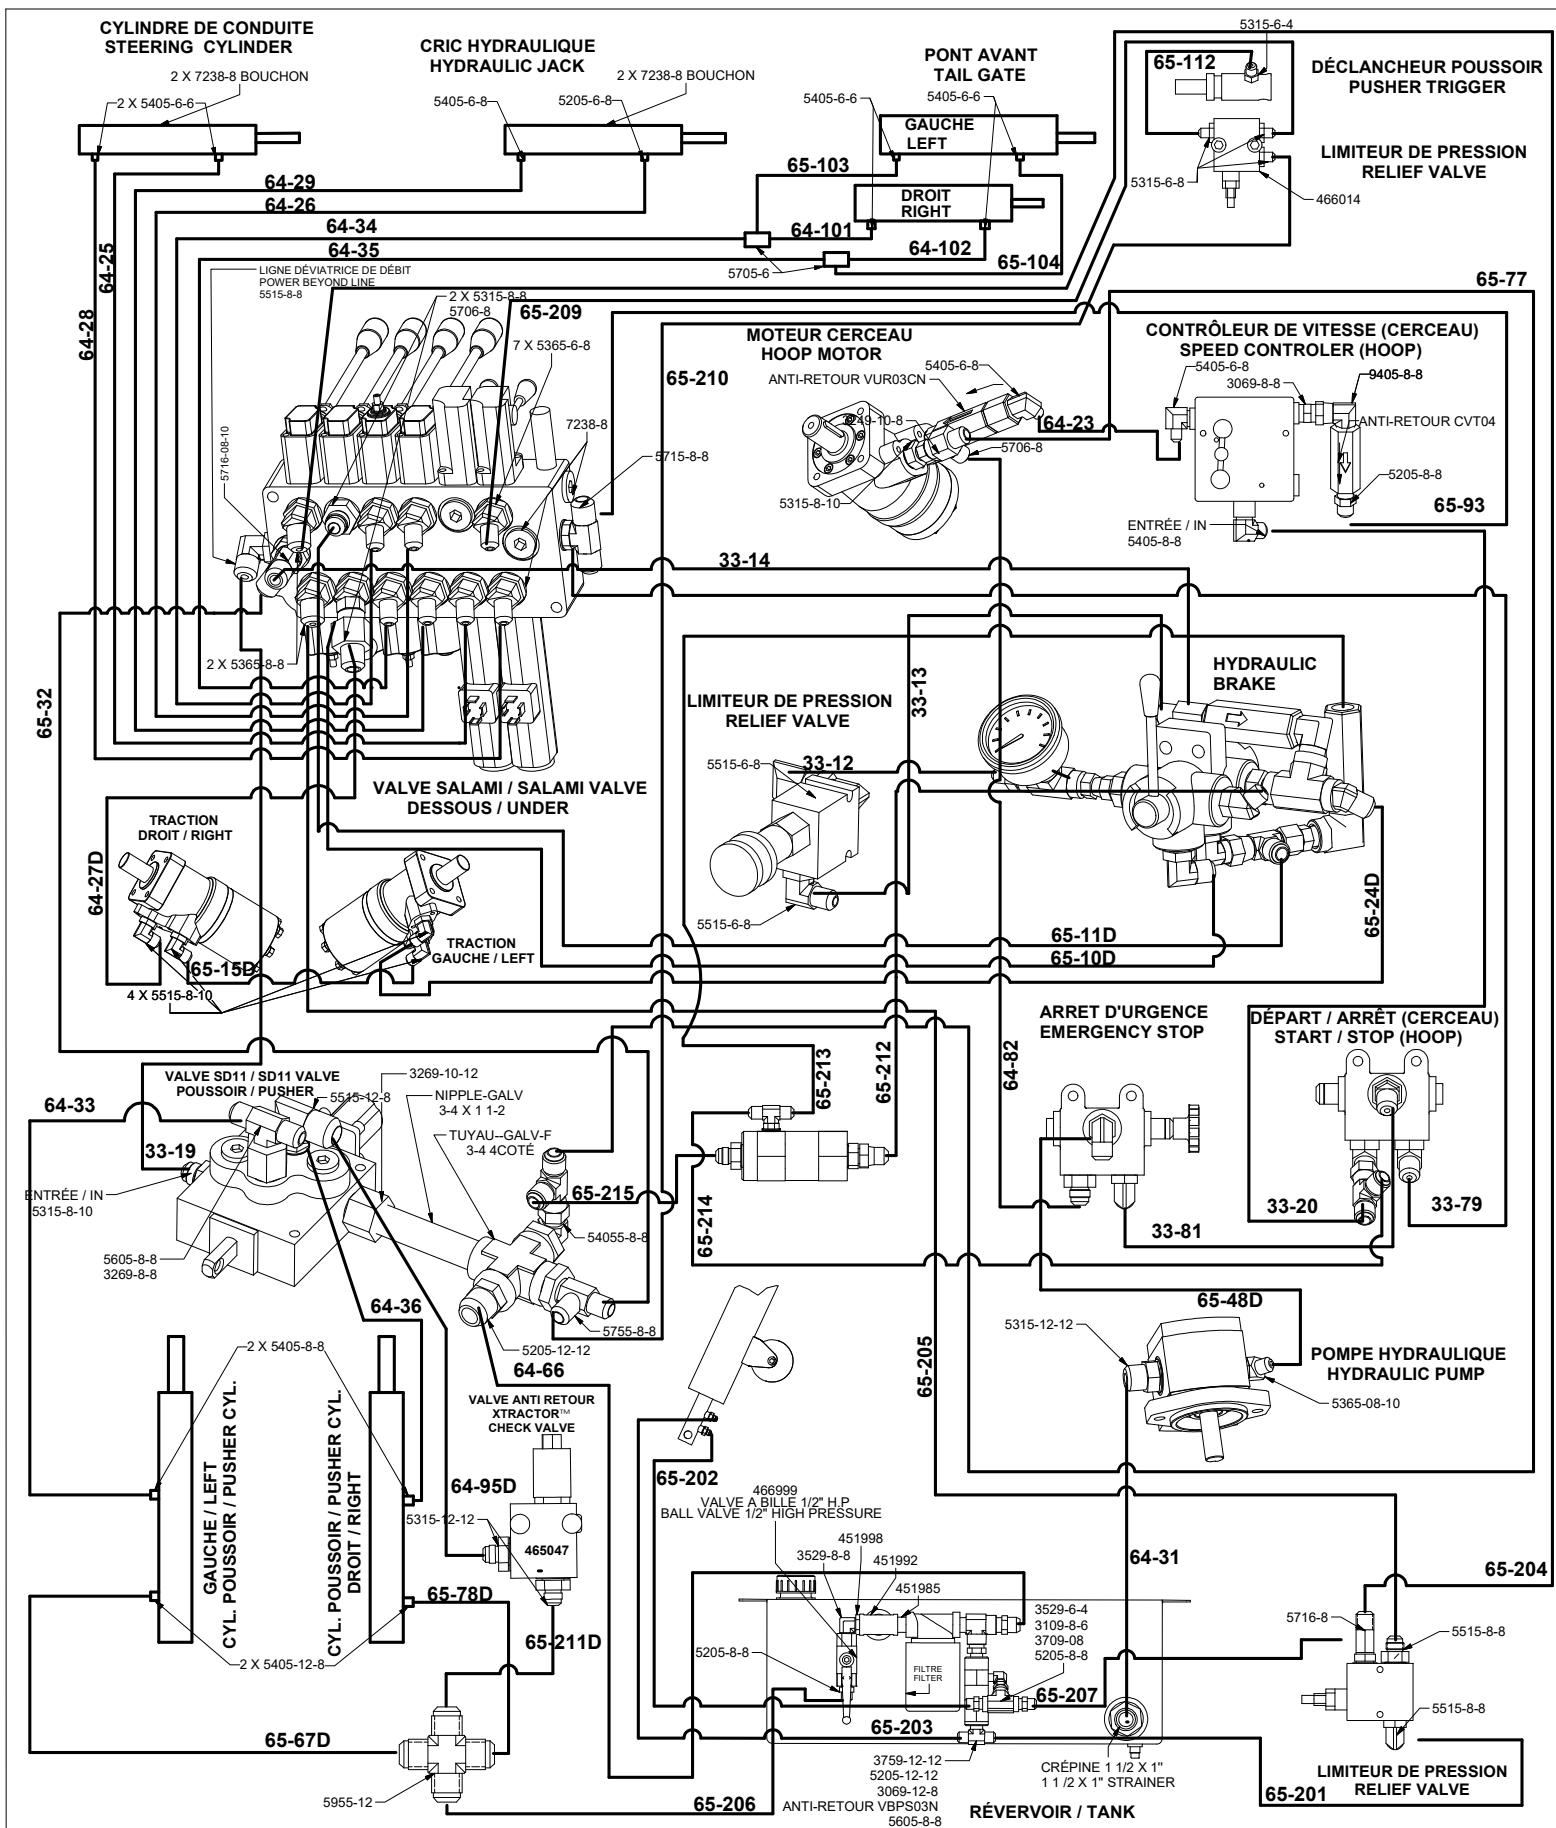 CYLINDRE DE CONDUITE
STEERING CYLINDER
2 X 7238-8 BOUCHON
2 X 5405-6-6
CRIC HYDRAULIQUE
HYDRAULIC JACK
2 X 7238-8 BOUCHON
5405-6-8
5205-6-8
PONT AVANT
TAIL GATE
5405-6-6
5405-6-6
GAUCHE
LEFT
DROIT
RIGHT
5315-6-4
65-112
DÉCLANCHEUR POUSSOIR
PUSHER TRIGGER
LIMITEUR DE PRESSION
RELIEF VALVE
5315-6-8
466014
64-29
64-26
64-34
64-35
65-103
64-101
64-102
65-104
5705-6
64-25
64-28
LIGNE DÉVIATRICE DE DÉBIT
POWER BEYOND LINE
5515-8-8
2 X 5315-8-8
5706-8
65-209
7 X 5365-6-8
65-210
7238-8
5715-8-8
5716-08-10
65-77
MOTEUR CERCEAU
HOOP MOTOR
ANTI-RETOUR VUR03CN
5405-6-8
3249-10-8
64-23
5706-8
5315-8-10
CONTRÔLEUR DE VITESSE (CERCEAU)
SPEED CONTROLER (HOOP)
5405-6-8
3069-8-8
9405-8-8
ANTI-RETOUR CVT04
5205-8-8
65-93
ENTRÉE / IN
5405-8-8
33-14
2 X 5365-8-8
65-32
VALVE SALAMI / SALAMI VALVE
DESSOUS / UNDER
LIMITEUR DE PRESSION
RELIEF VALVE
33-13
5515-6-8
33-12
5515-6-8
HYDRAULIC
BRAKE
65-24D
65-11D
65-10D
TRACTION
DROIT / RIGHT
64-27D
65-15D
TRACTION
GAUCHE / LEFT
4 X 5515-8-10
ARRET D'URGENCE
EMERGENCY STOP
DÉPART / ARRÊT (CERCEAU)
START / STOP (HOOP)
64-82
65-212
65-213
33-20
33-79
33-81
VALVE SD11 / SD11 VALVE
POUSSOIR / PUSHER
5515-12-8
3269-10-12
NIPPLE-GALV
3-4 X 1 1-2
TUYAU--GALV-F
3-4 4COTÉ
64-33
33-19
ENTRÉE / IN
5315-8-10
5605-8-8
3269-8-8
65-215
65-214
54055-8-8
64-36
5755-8-8
5205-12-12
64-66
65-48D
5315-12-12
POMPE HYDRAULIQUE
HYDRAULIC PUMP
5365-08-10
2 X 5405-8-8
GAUCHE / LEFT
CYL. POUSSOIR / PUSHER CYL.
CYL. POUSSOIR / PUSHER CYL.
DROIT / RIGHT
VALVE ANTI RETOUR
XTRACTOR™
CHECK VALVE
64-95D
5315-12-12
465047
65-78D
65-211D
2 X 5405-12-8
65-67D
5955-12
65-206
65-202
65-205
466999
VALVE A BILLE 1/2" H.P
BALL VALVE 1/2" HIGH PRESSURE
451998
3529-8-8
451992
451985
5205-8-8
FILTRE
FILTER
3529-6-4
3109-8-6
3709-08
5205-8-8
65-207
65-203
64-31
3759-12-12
5205-12-12
3069-12-8
ANTI-RETOUR VBPS03N
5605-8-8
CRÉPINE 1 1/2 X 1"
1 1 /2 X 1" STRAINER
RÉVERVOIR / TANK
65-204
5716-8
5515-8-8
5515-8-8
LIMITEUR DE PRESSION
RELIEF VALVE
65-201